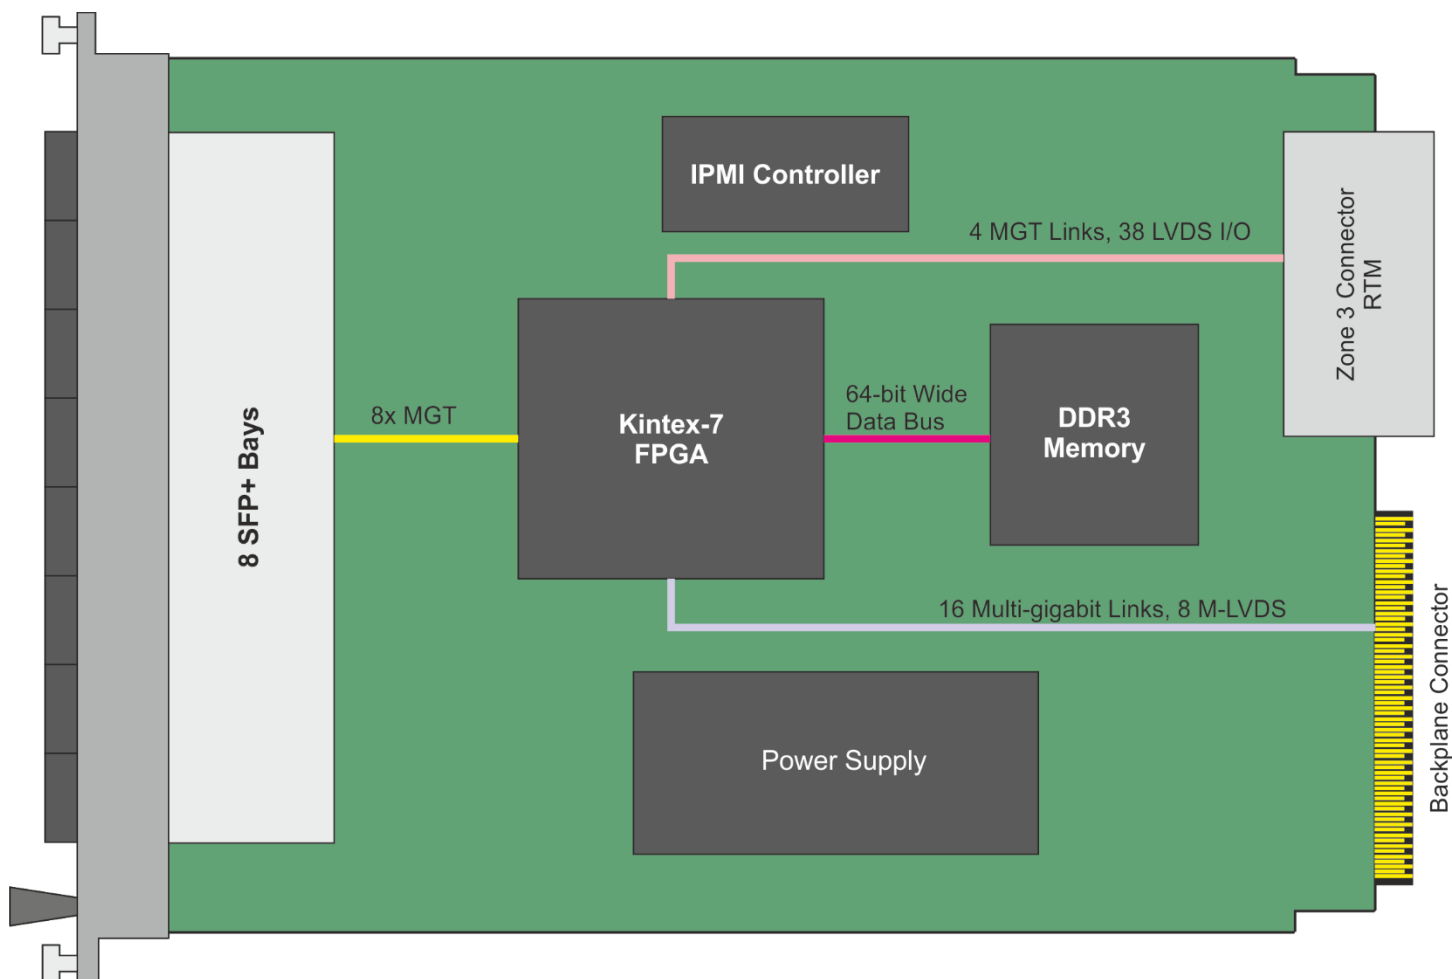 IPMI Controller
4 MGT Links, 38 LVDS I/O
Zone 3 Connector
RTM
8 SFP+ Bays
8x MGT
Kintex-7
FPGA
64-bit Wide
Data Bus
DDR3
Memory
16 Multi-gigabit Links, 8 M-LVDS
Backplane Connector
Power Supply